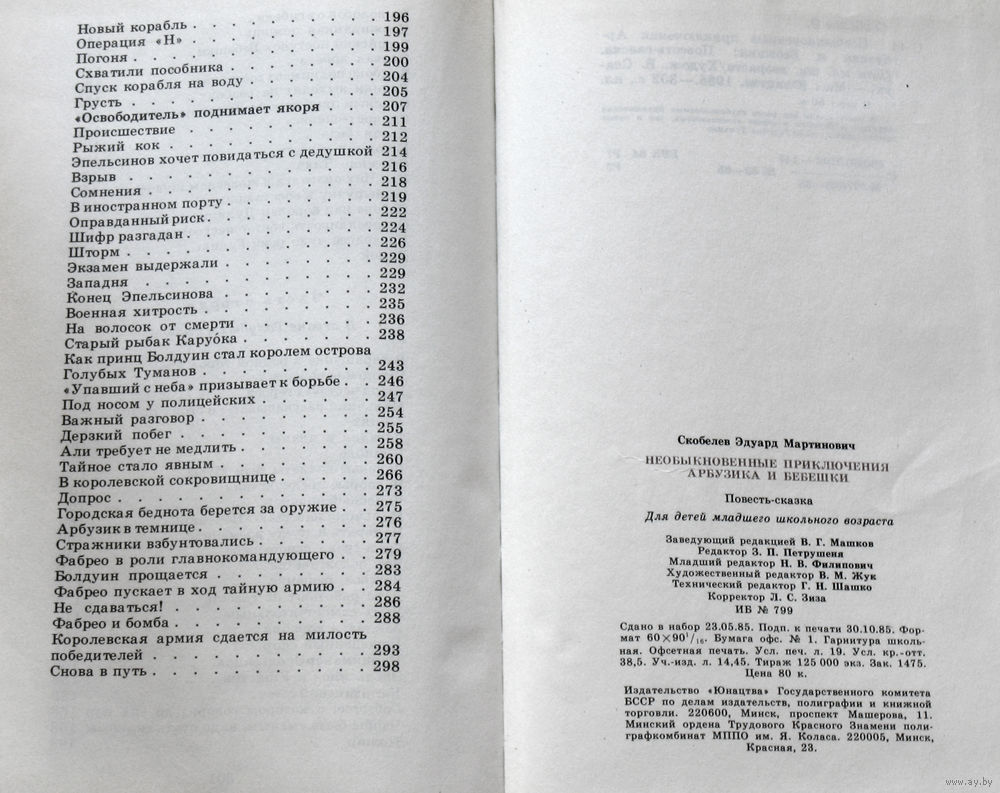 Новый корабль . . . . . . . . . 196
Операция «Н» . . . . . . . . . 197
Погоня . . . . . . . . . . . 199
Схватили пособника . . . . . . . 200
Спуск корабля на воду . . . . . . 204
Грусть . . . . . . . . . . . 205
«Освободитель» поднимает якоря . . . 207
Происшествие . . . . . . . . . 211
Рыжий кок . . . . . . . . . . 212
Эпельсинов хочет повидаться с дедушкой 214
Взрыв . . . . . . . . . . . 216
Сомнения . . . . . . . . . . 218
В иностранном порту . . . . . . . 219
Оправданный риск . . . . . . . . 222
Шифр разгадан . . . . . . . . . 224
Шторм . . . . . . . . . . . 226
Экзамен выдержали . . . . . . . 229
Западня . . . . . . . . . . . 229
Конец Эпельсинова . . . . . . . 232
Военная хитрость . . . . . . . . 235
На волосок от смерти . . . . . . 236
Старый рыбак Каруока . . . . . . 238
Как принц Болдуин стал королем острова
Голубых Туманов . . . . . . . . 243
«Упавший с неба» призывает к борьбе . . 246
Под носом у полицейских . . . . . 247
Важный разговор . . . . . . . . 254
Дерзкий побег . . . . . . . . . 255
Али требует не медлить . . . . . . 258
Тайное стало явным . . . . . . . 260
В королевской сокровищнице . . . . 266
Допрос . . . . . . . . . . . 273
Городская беднота берется за оружие . . 275
Арбузик в темнице . . . . . . . . 276
Стражники взбунтовались . . . . . 277
Фабрео в роли главнокомандующего . . 279
Болдуин прощается . . . . . . . 283
Фабрео пускает в ход тайную армию . . 284
Не сдаваться! . . . . . . . . . 286
Фабрео и бомба . . . . . . . . 288
Королевская армия сдается на милость
победителей . . . . . . . . . . 293
Снова в путь . . . . . . . . . 298
Скобелев Эдуард Мартинович
НЕОБЫКНОВЕННЫЕ ПРИКЛЮЧЕНИЯ
АРБУЗИКА И БЕБЕШКИ
Повесть-сказка
Для детей младшего школьного возраста
Заведующий редакцией В. Г. Машков
Редактор З. П. Петрушеня
Младший редактор Н. В. Филипович
Художественный редактор В. М. Жук
Технический редактор Г. Н. Шашко
Корректор Л. С. Зиза
ИБ № 799
Сдано в набор 23.05.85. Подп. к печати 30.10.85. Фор-
мат 60×90¹/₁₆. Бумага офс. № 1. Гарнитура школь-
ная. Офсетная печать. Усл. печ. л. 19. Усл. кр.-отт.
38,5. Уч.-изд. л. 14,45. Тираж 125 000 экз. Зак. 1475.
Цена 80 к.
Издательство «Юнацтва» Государственного комитета
БССР по делам издательств, полиграфии и книжной
торговли. 220600, Минск, проспект Машерова, 11.
Минский ордена Трудового Красного Знамени поли-
графкомбинат МППО им. Я. Коласа. 220005, Минск,
Красная, 23.
www.ay.by